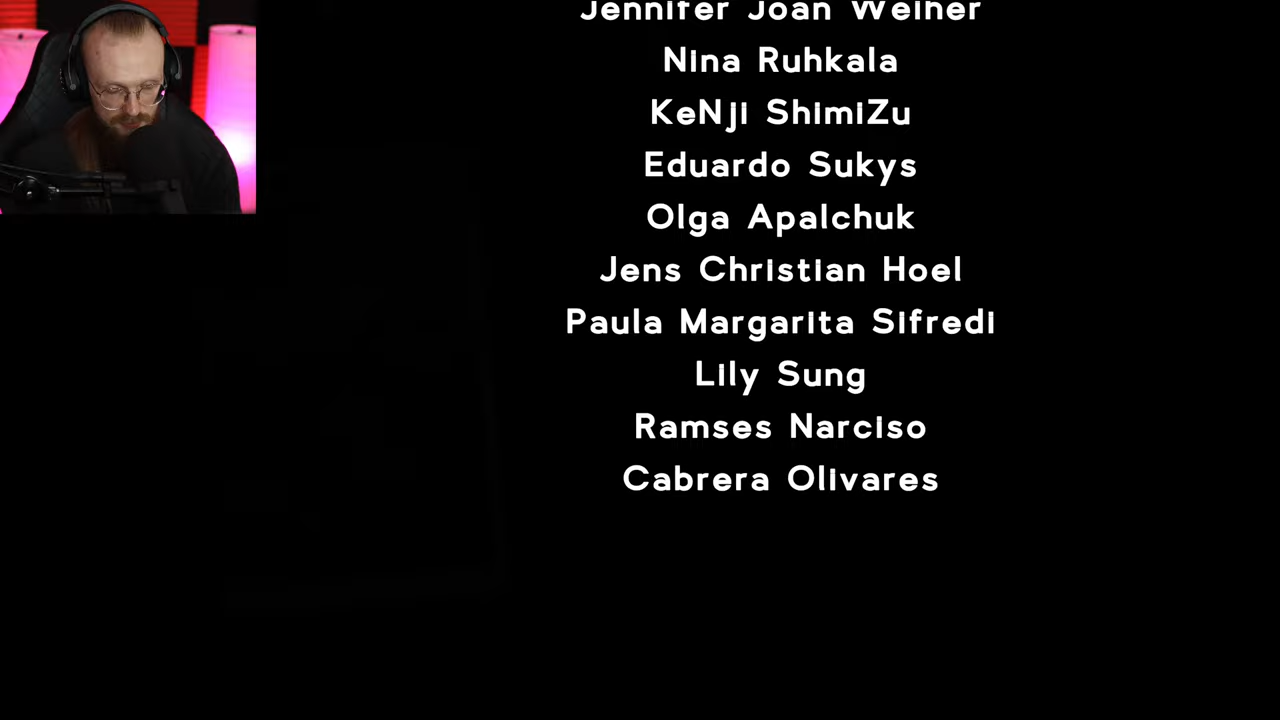 Jennifer Joan Weiher
Nina Ruhkala
KeNji ShimiZu
Eduardo Sukys
Olga Apalchuk
Jens Christian Hoel
Paula Margarita Sifredi
Lily Sung
Ramses Narciso
Cabrera Olivares